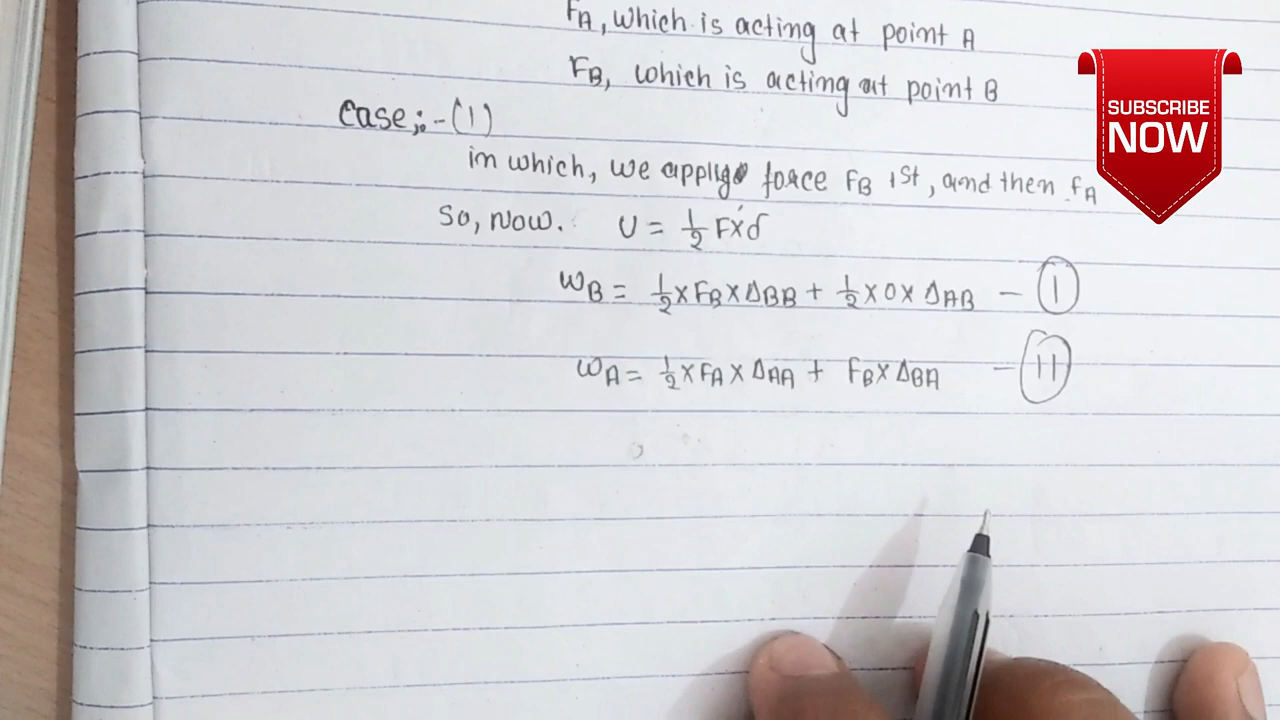 FA, which is acting at point A
FB, which is acting at point B
Case;:-(1)
in which, we apply force FB 1st, and then FA
So, Now. U = 1/2 F×δ
WB = 1/2×FB×ΔBB + 1/2×0×ΔAB - (I)
WA = 1/2×FA×ΔAA + FB×ΔBA - (II)
SUBSCRIBE
NOW